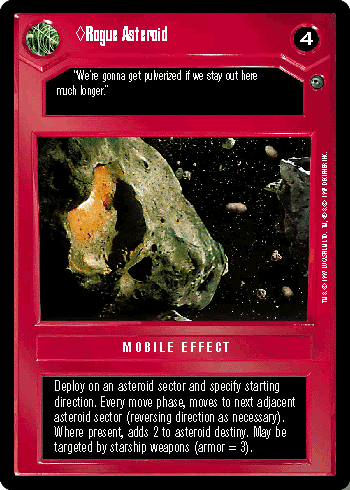 ◇Rogue Asteroid
4
"We're gonna get pulverized if we stay out here
much longer."
MOBILE EFFECT
Deploy on an asteroid sector and specify starting
direction. Every move phase, moves to next adjacent
asteroid sector (reversing direction as necessary).
Where present, adds 2 to asteroid destiny. May be
targeted by starship weapons (armor = 3).